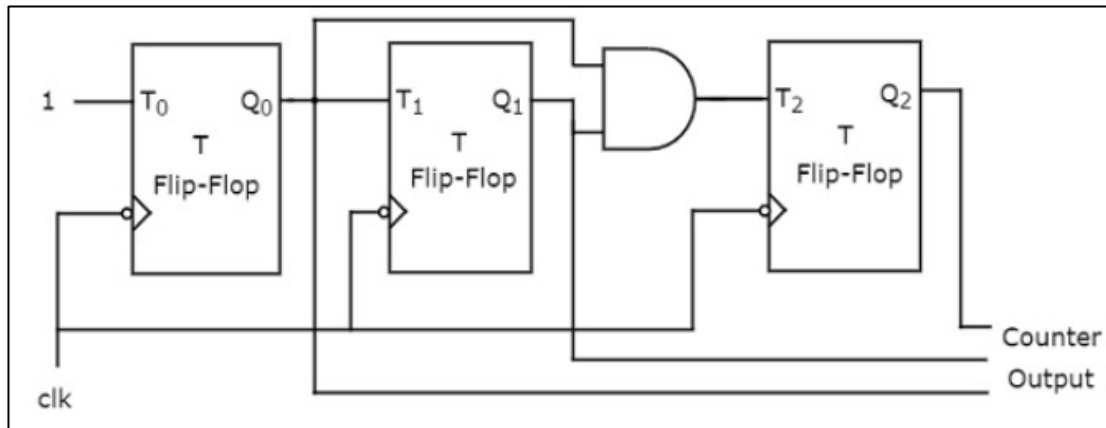 1
T0
Q0
T
Flip-Flop
T1
Q1
T
Flip-Flop
T2
Q2
T
Flip-Flop
Counter
Output
clk